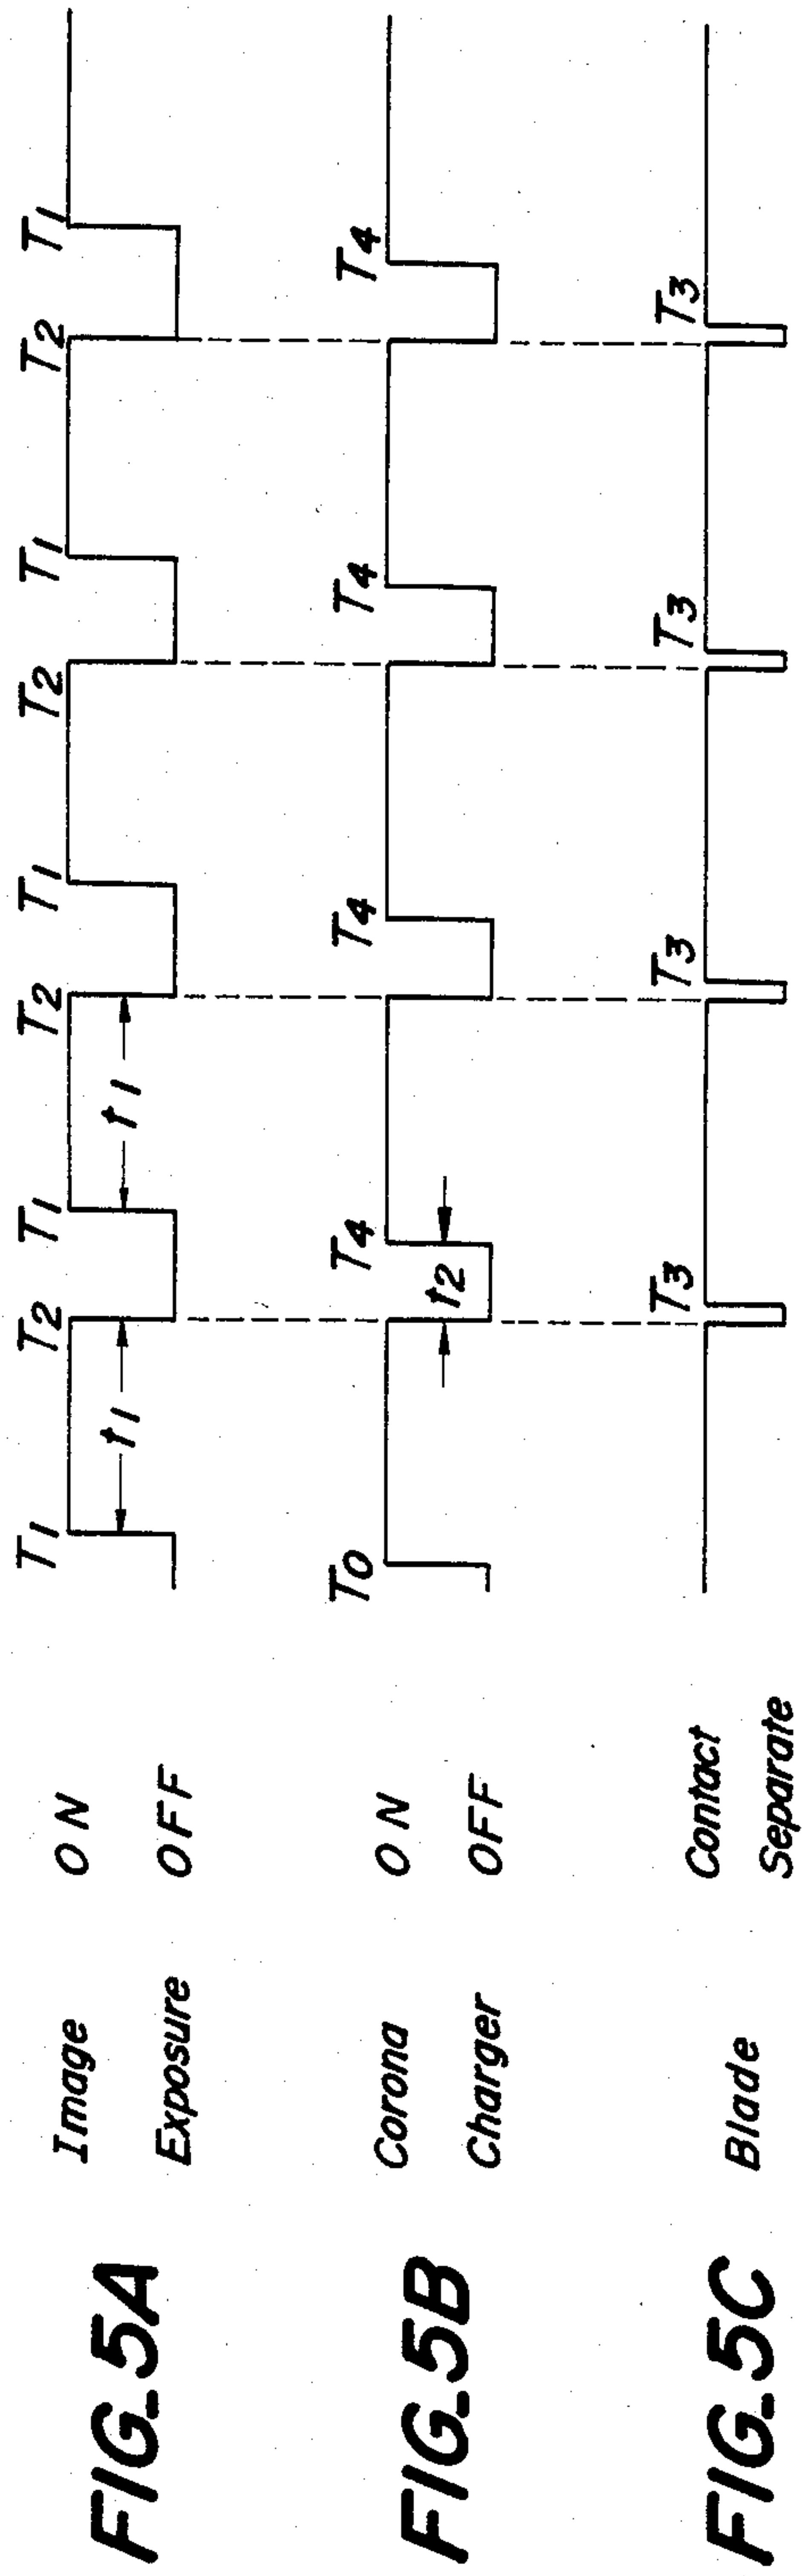 FIG.5A
Image Exposure
ON
OFF
T1 T2 T1 T2 T1 T2 T1 T2 T1
t1 t1
FIG.5B
Corona Charger
ON
OFF
T0 T4 T4 T4 T4
t2
FIG.5C
Blade
Contact
Separate
T3 T3 T3 T3